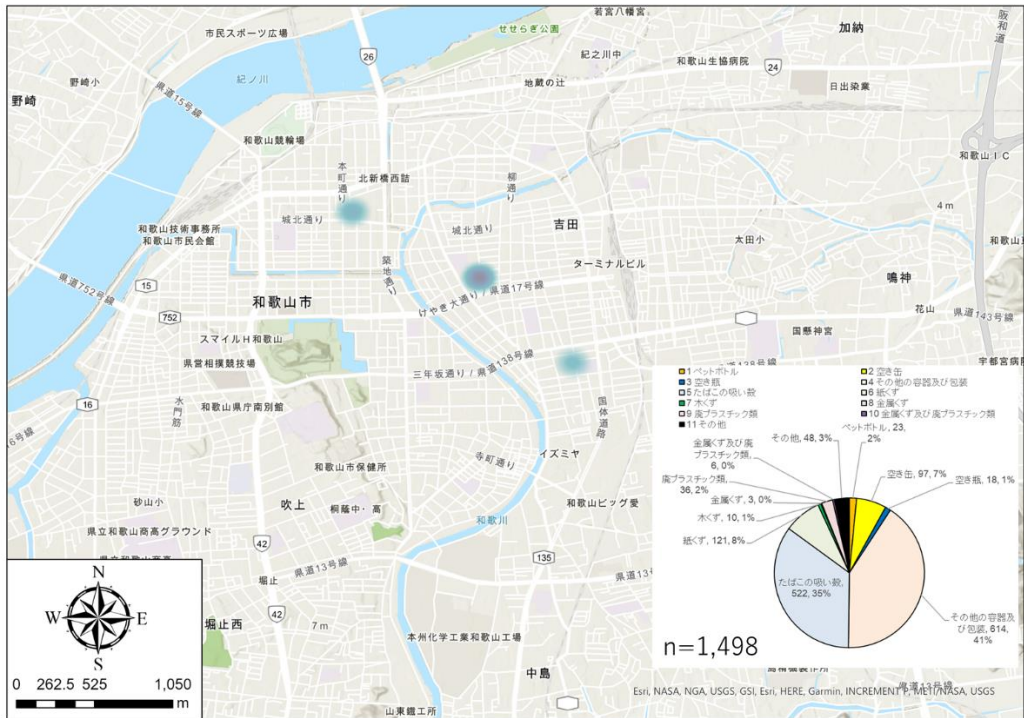 市民スポーツ広場
せせらぎ公園
若宮八幡宮
加納
阪和道
26
紀之川中
和歌山生協病院
24
野崎小
紀ノ川
地蔵の辻
日出染業
野崎
県道15号線
和歌山競輪場
和歌山IC
本町通り
北新橋西詰
柳通り
城北通り
和歌山技術事務所
和歌山市民会館
城北通り
吉田
4m
太田小
築地通り
ターミナルビル
鳴神
県道752号線
15
けやき大通り / 県道17号線
和歌山市
752
花山
県道143号線
国懸神宮
スマイルH和歌山
県営相撲競技場
三年坂通り / 県道138号線
宇都宮病院
16
水門筋
和歌山県庁南別館
国体道路
イズミヤ
寺町通り
和歌山市保健所
砂山小
吹上
桐蔭中・高
和歌山ビッグ愛
県立和歌山商高グラウンド
和歌川
42
135
県道13号線
堀止
県道13
42
堀止西
7m
本州化学工業和歌山工場
中島
山東鐵工所
1 ペットボトル
2 空き缶
3 空き瓶
4 その他の容器及び包装
5 たばこの吸い殻
6 紙くず
7 木くず
8 金属くず
9 廃プラスチック類
10 金属くず及び廃プラスチック類
11 その他
ペットボトル, 23,
2%
その他, 48, 3%
金属くず及び廃
プラスチック類,
6, 0%
空き缶, 97, 7%
空き瓶, 18, 1%
廃プラスチック類,
36, 2%
金属くず, 3, 0%
木くず, 10, 1%
紙くず, 121, 8%
たばこの吸い殻,
522, 35%
その他の容器及
び包装, 614,
41%
n=1,498
N
W
E
S
0 262.5 525 1,050
m
Esri, NASA, NGA, USGS, GSI, Esri, HERE, Garmin, INCREMENT P, METI/NASA, USGS